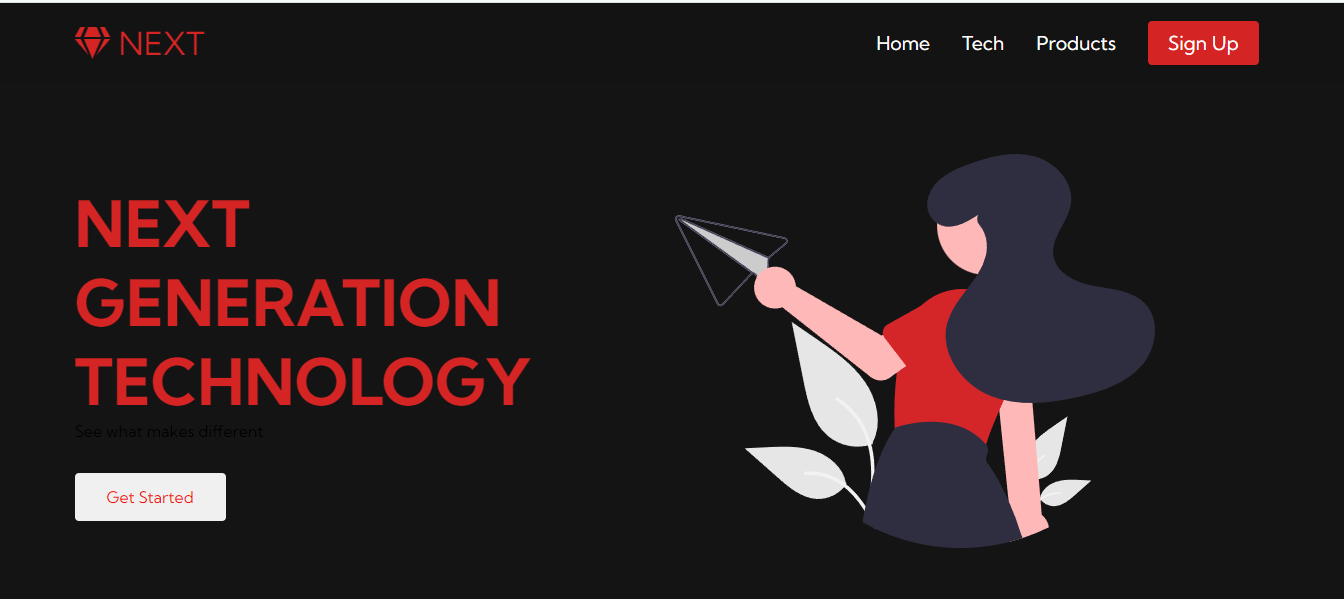 NEXT
Home Tech Products Sign Up
NEXT
GENERATION
TECHNOLOGY
See what makes different
Get Started